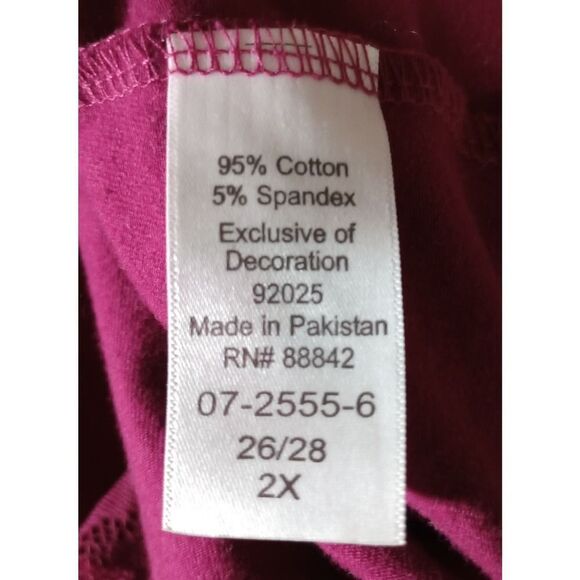 95% Cotton
5% Spandex
Exclusive of
Decoration
92025
Made in Pakistan
RN# 88842
07-2555-6
26/28
2X